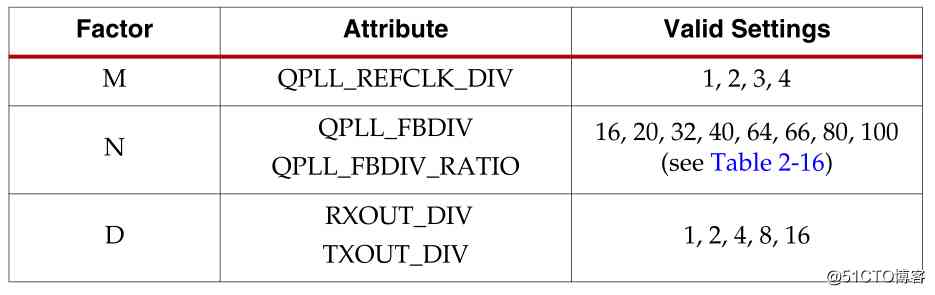 Factor Attribute Valid Settings
M QPLL_REFCLK_DIV 1, 2, 3, 4
N
QPLL_FBDIV
QPLL_FBDIV_RATIO
16, 20, 32, 40, 64, 66, 80, 100
(see Table 2-16)
D
RXOUT_DIV
TXOUT_DIV
1, 2, 4, 8, 16
@51CTO博客